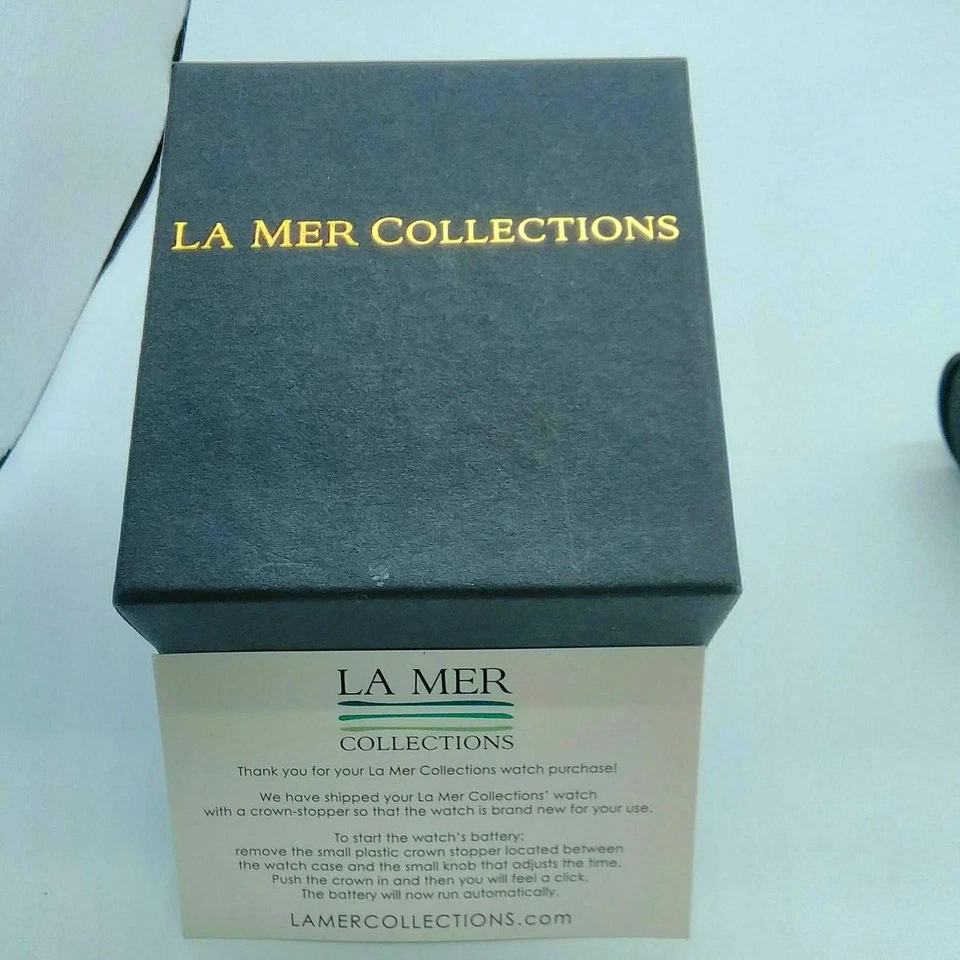 LA MER COLLECTIONS
LA MER
COLLECTIONS
Thank you for your La Mer Collections watch purchase!
We have shipped your La Mer Collections' watch
with a crown-stopper so that the watch is brand new for your use.
To start the watch's battery:
remove the small plastic crown stopper located between
the watch case and the small knob that adjusts the time.
Push the crown in and then you will feel a click.
The battery will now run automatically.
LAMERCOLLECTIONS.com